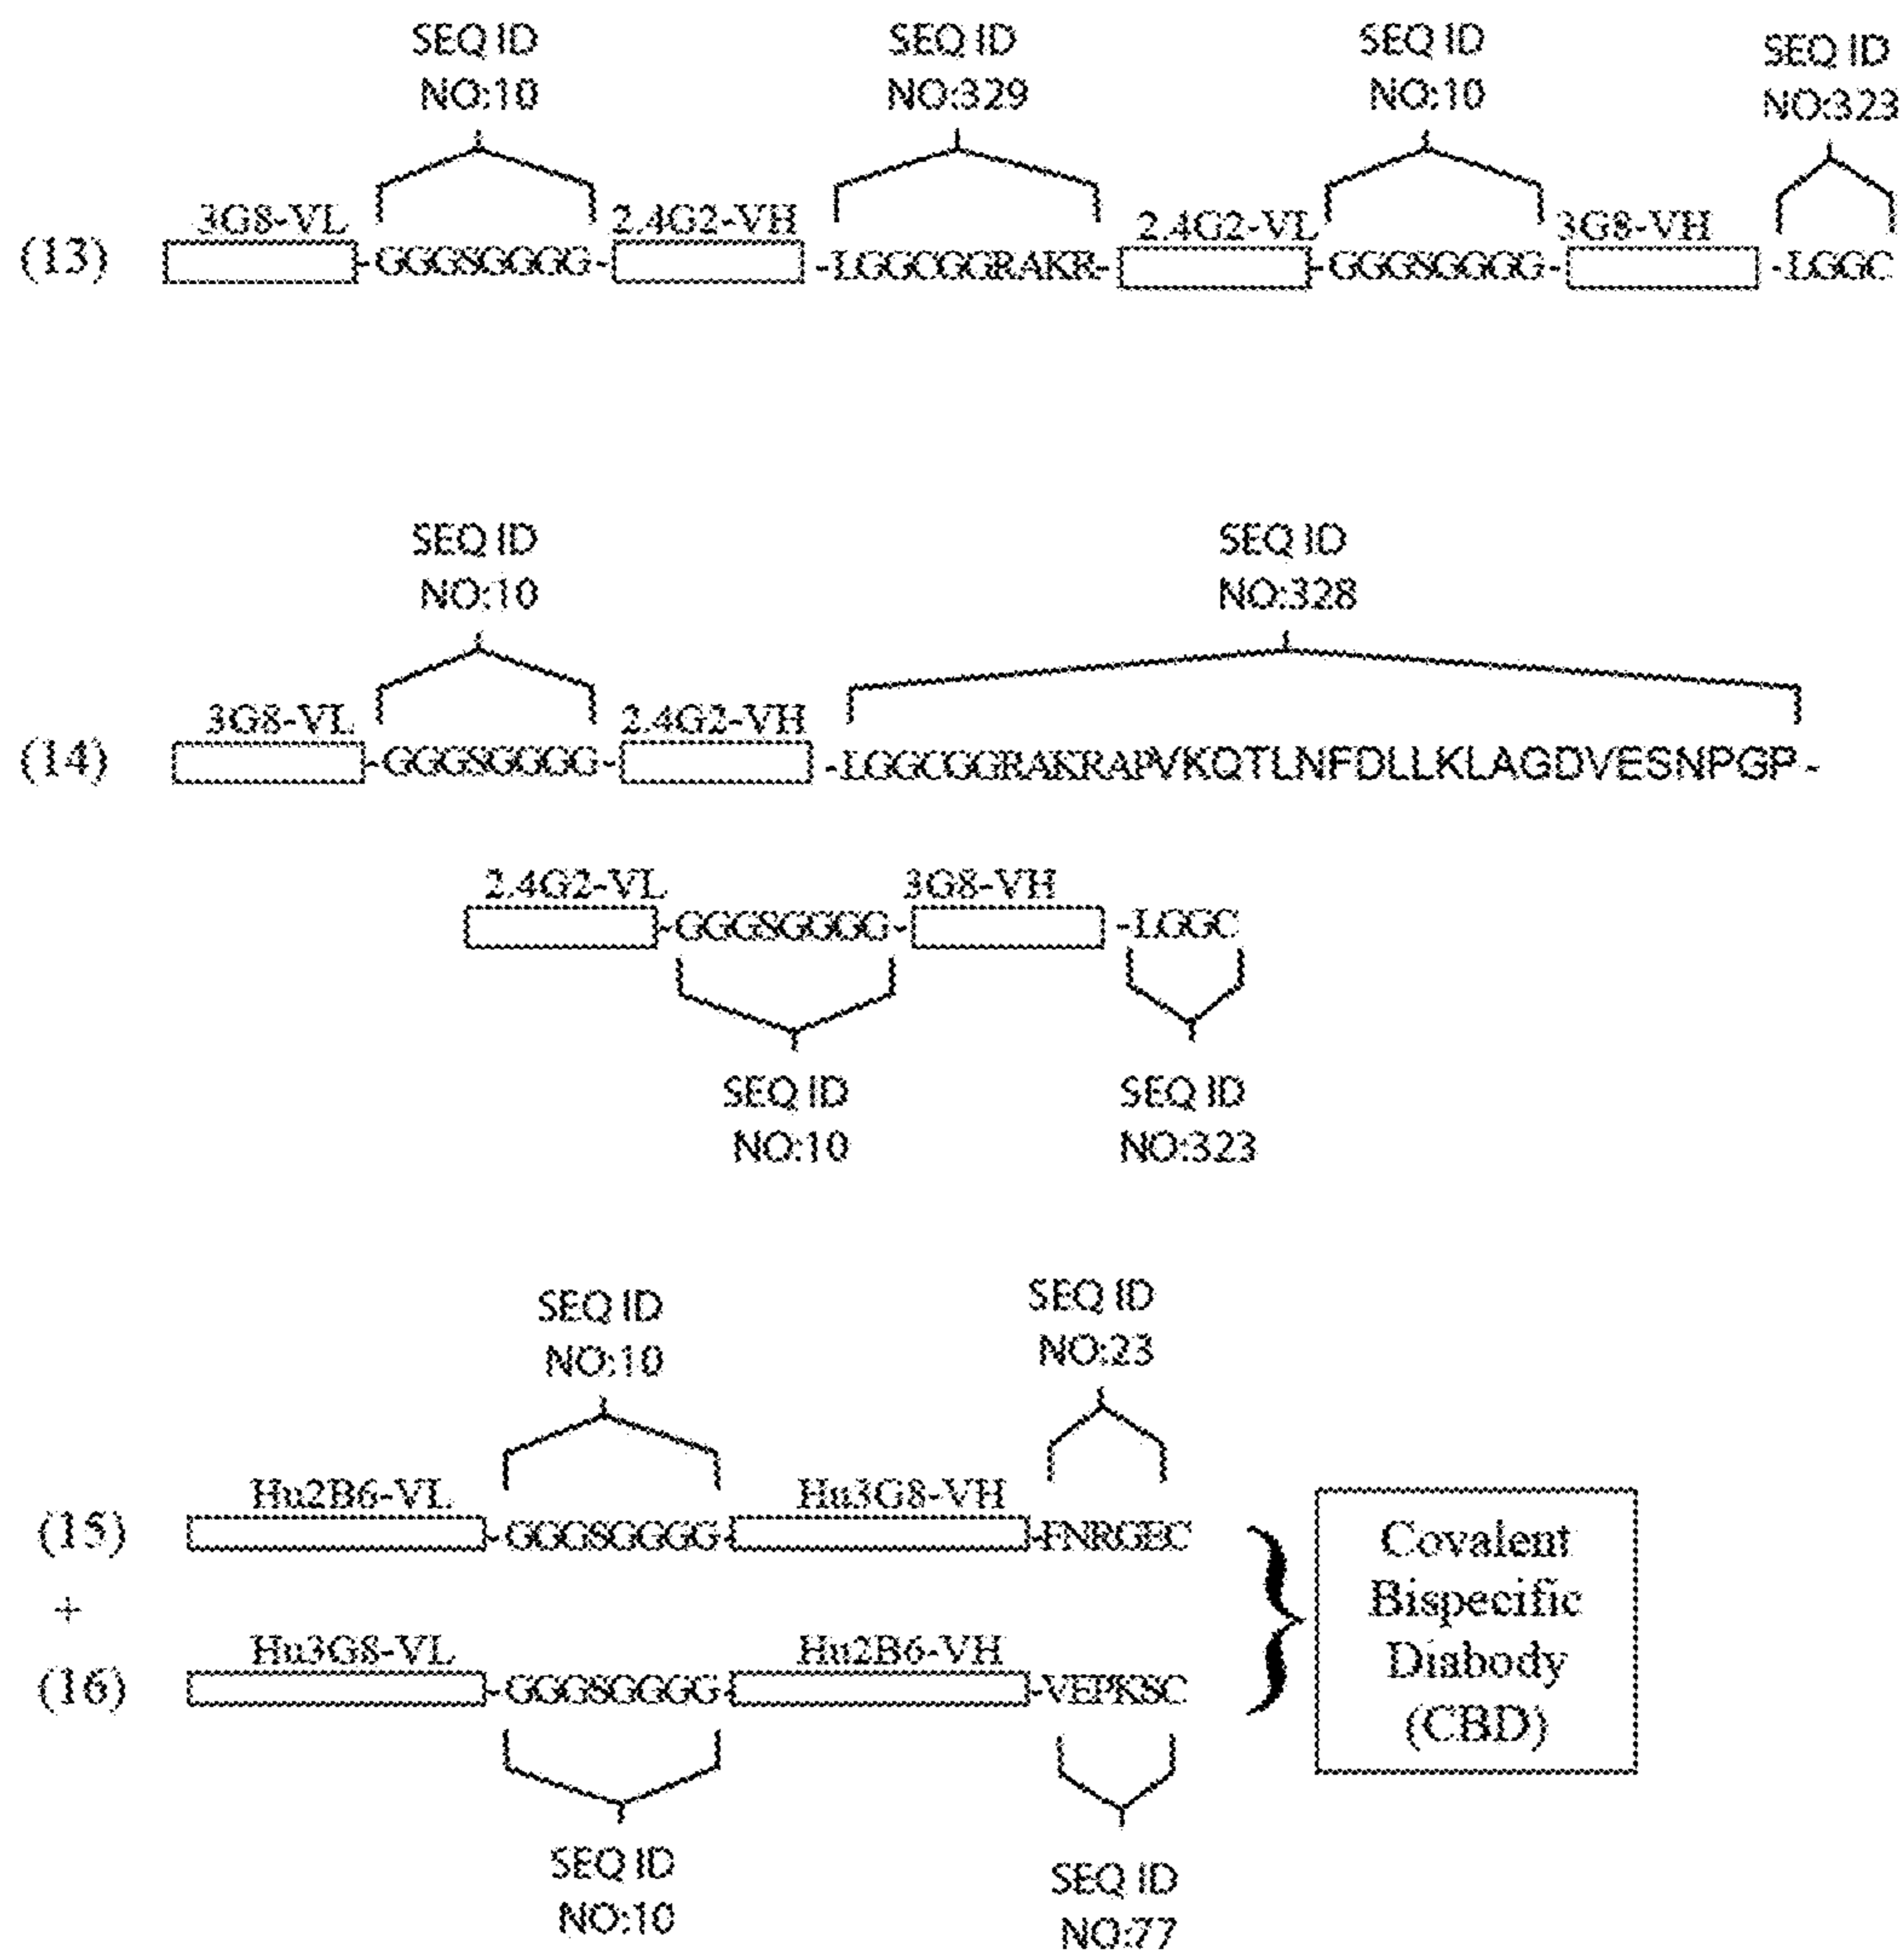 SEQ ID
NO:10
SEQ ID
NO:329
SEQ ID
NO:10
SEQ ID
NO:323
3G8-VL
2.4G2-VH
2.4G2-VL
3G8-VH
(13)
-GGGSGGGG-
-LGGCGGRAKR-
-GGGSGGGG-
-LGGC
SEQ ID
NO:10
SEQ ID
NO:328
3G8-VL
2.4G2-VH
(14)
-GGGSGGGG-
-LGGCGGRAKRAPVKQTLNFDLLKLAGDVESNPGP-
2.4G2-VL
3G8-VH
-GGGSGGGG-
-LGGC
SEQ ID
NO:10
SEQ ID
NO:323
SEQ ID
NO:10
SEQ ID
NO:23
Hu2B6-VL
Hu3G8-VH
(15)
-GGGSGGGG-
-FNRGEC
+
Hu3G8-VL
Hu2B6-VH
(16)
-GGGSGGGG-
-VEPKSC
SEQ ID
NO:10
SEQ ID
NO:77
Covalent
Bispecific
Diabody
(CBD)